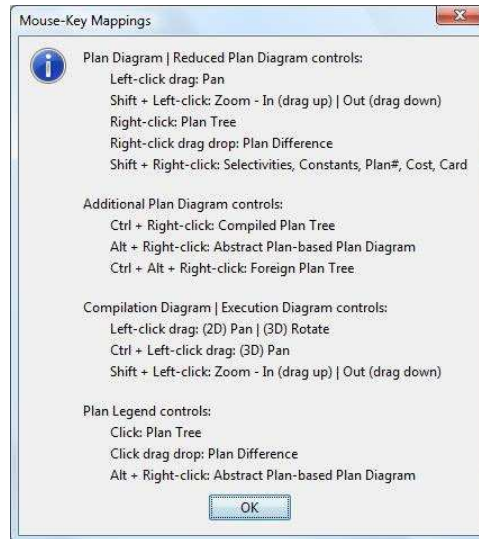 Mouse-Key Mappings
Plan Diagram | Reduced Plan Diagram controls:
Left-click drag: Pan
Shift + Left-click: Zoom - In (drag up) | Out (drag down)
Right-click: Plan Tree
Right-click drag drop: Plan Difference
Shift + Right-click: Selectivities, Constants, Plan#, Cost, Card
Additional Plan Diagram controls:
Ctrl + Right-click: Compiled Plan Tree
Alt + Right-click: Abstract Plan-based Plan Diagram
Ctrl + Alt + Right-click: Foreign Plan Tree
Compilation Diagram | Execution Diagram controls:
Left-click drag: (2D) Pan | (3D) Rotate
Ctrl + Left-click drag: (3D) Pan
Shift + Left-click: Zoom - In (drag up) | Out (drag down)
Plan Legend controls:
Click: Plan Tree
Click drag drop: Plan Difference
Alt + Right-click: Abstract Plan-based Plan Diagram
OK